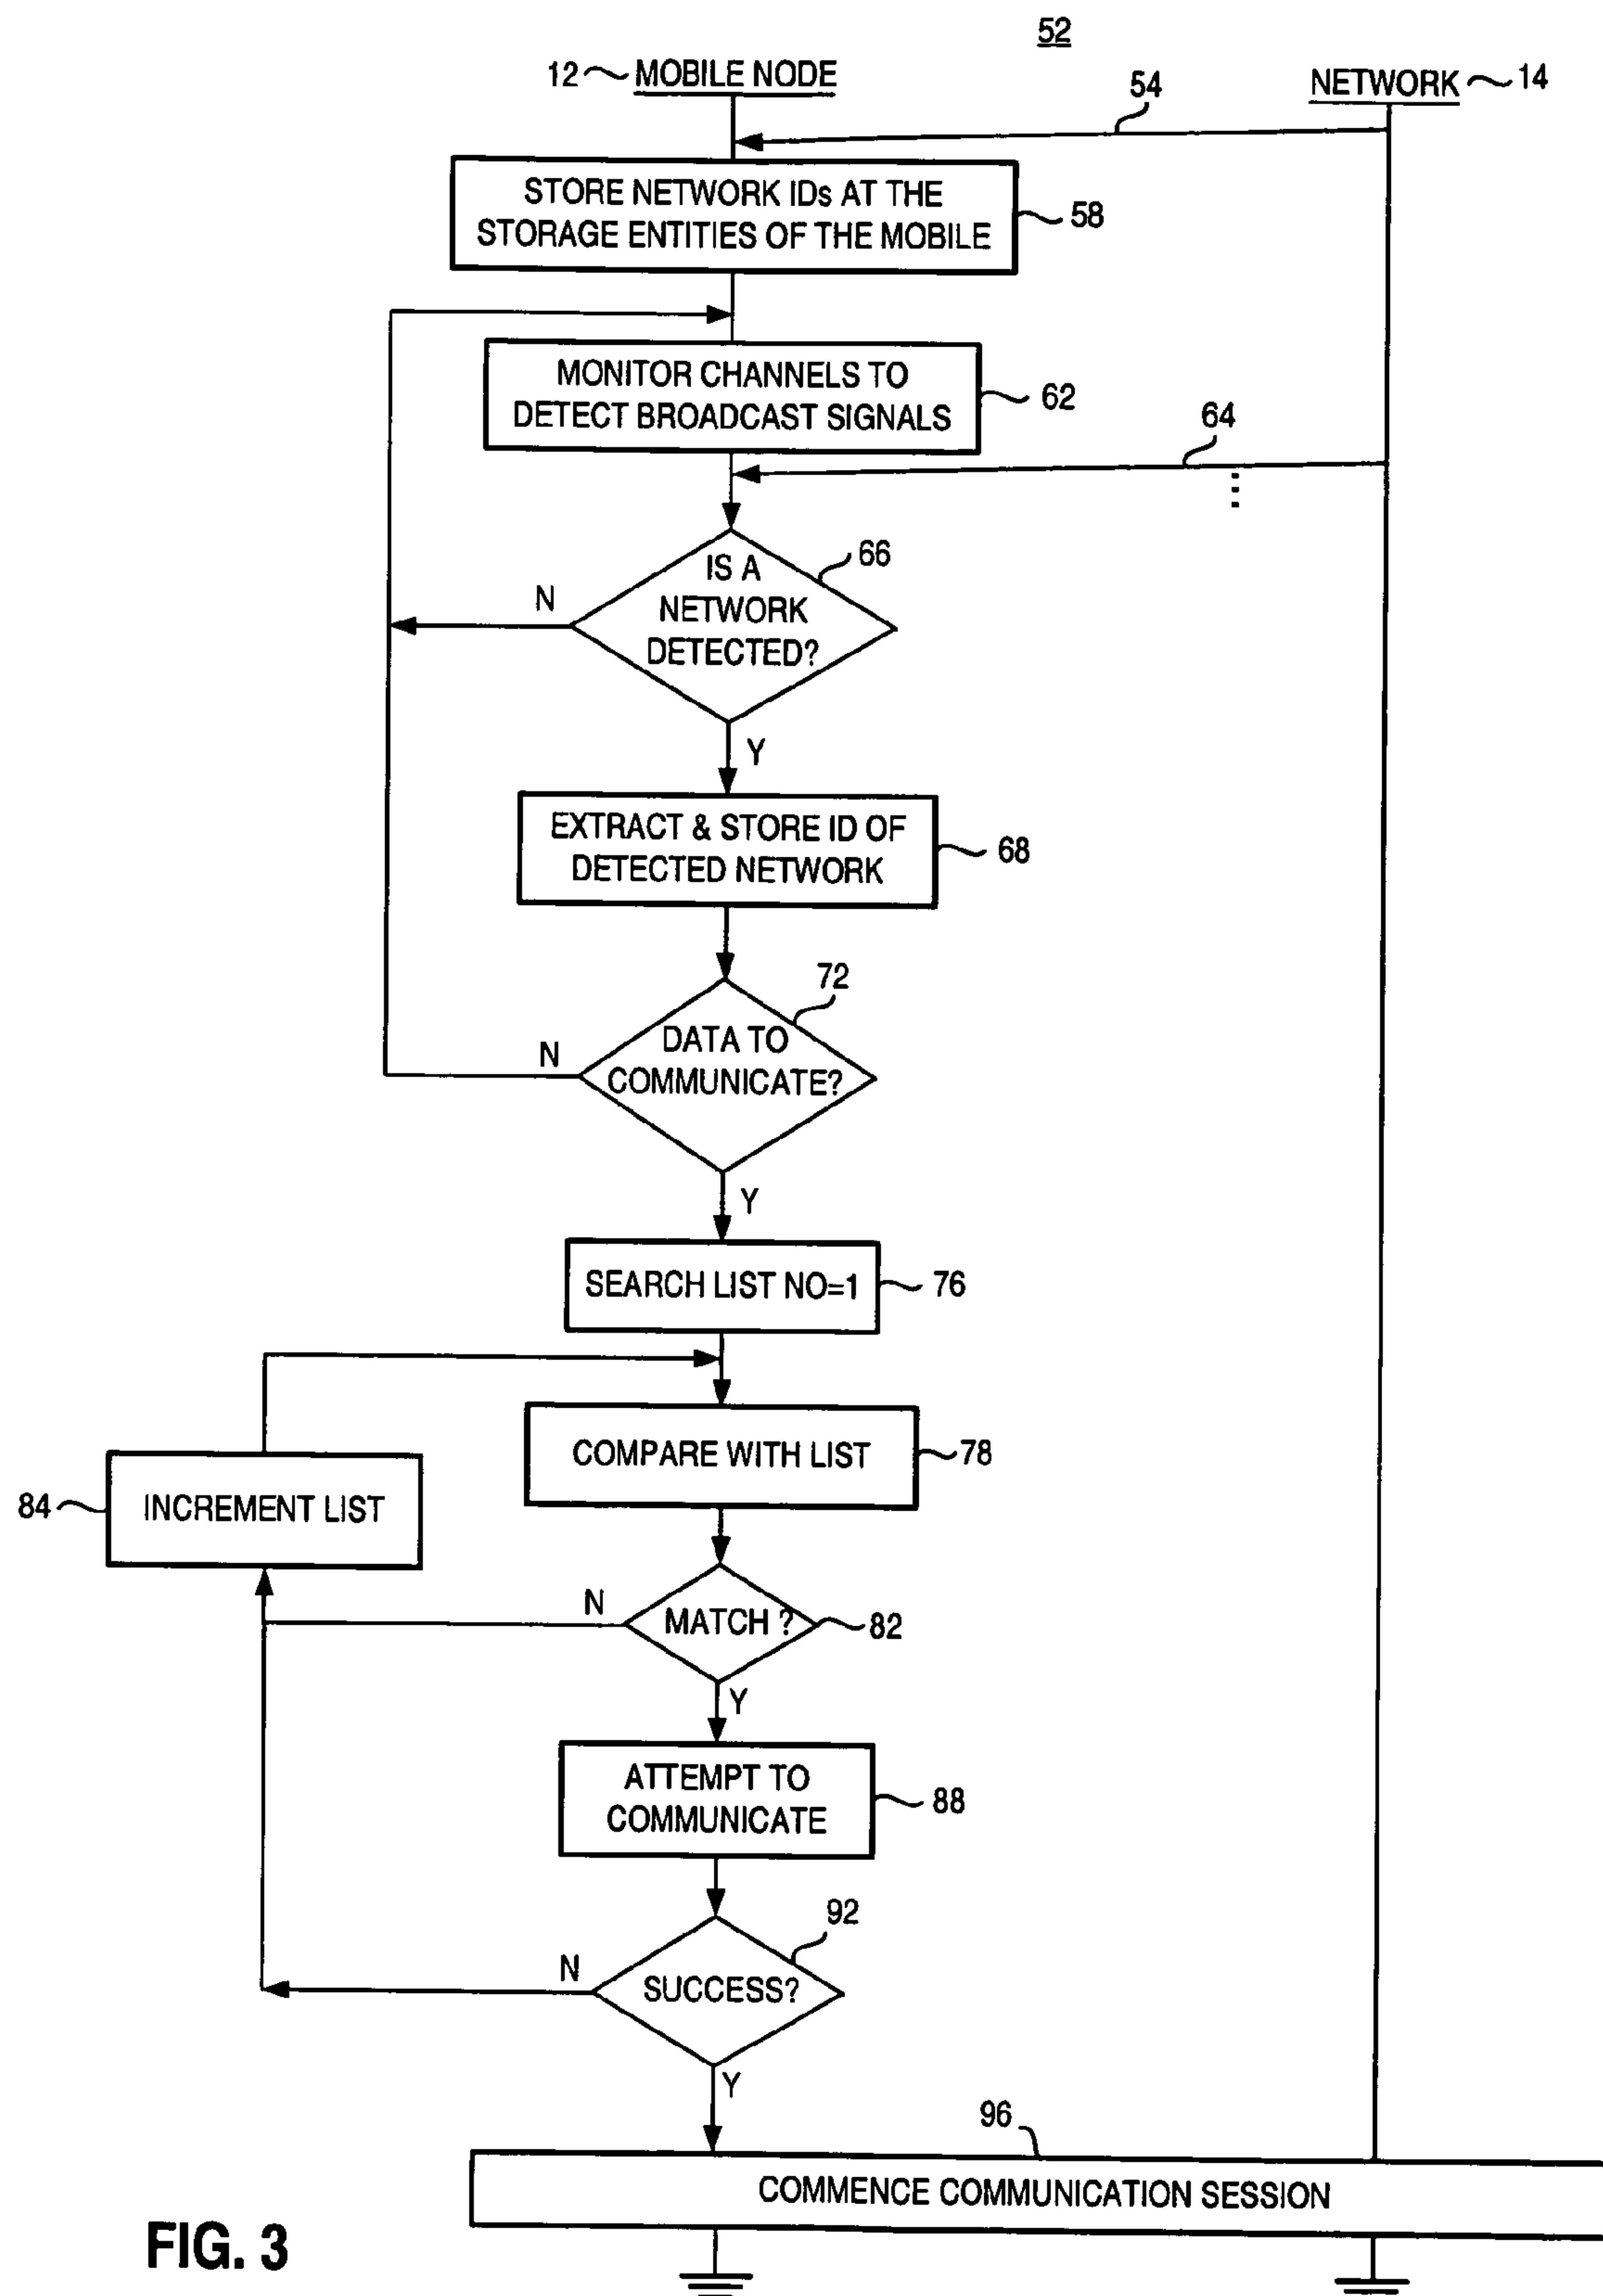 52
12 MOBILE NODE
NETWORK 14
54
STORE NETWORK IDs AT THE
STORAGE ENTITIES OF THE MOBILE
58
MONITOR CHANNELS TO
DETECT BROADCAST SIGNALS
62
64
IS A
NETWORK
DETECTED?
66
N
Y
EXTRACT & STORE ID OF
DETECTED NETWORK
68
72
DATA TO
COMMUNICATE?
N
Y
SEARCH LIST NO=1
76
COMPARE WITH LIST
78
84
INCREMENT LIST
N
MATCH ?
82
Y
ATTEMPT TO
COMMUNICATE
88
92
N
SUCCESS?
Y
96
COMMENCE COMMUNICATION SESSION
FIG. 3